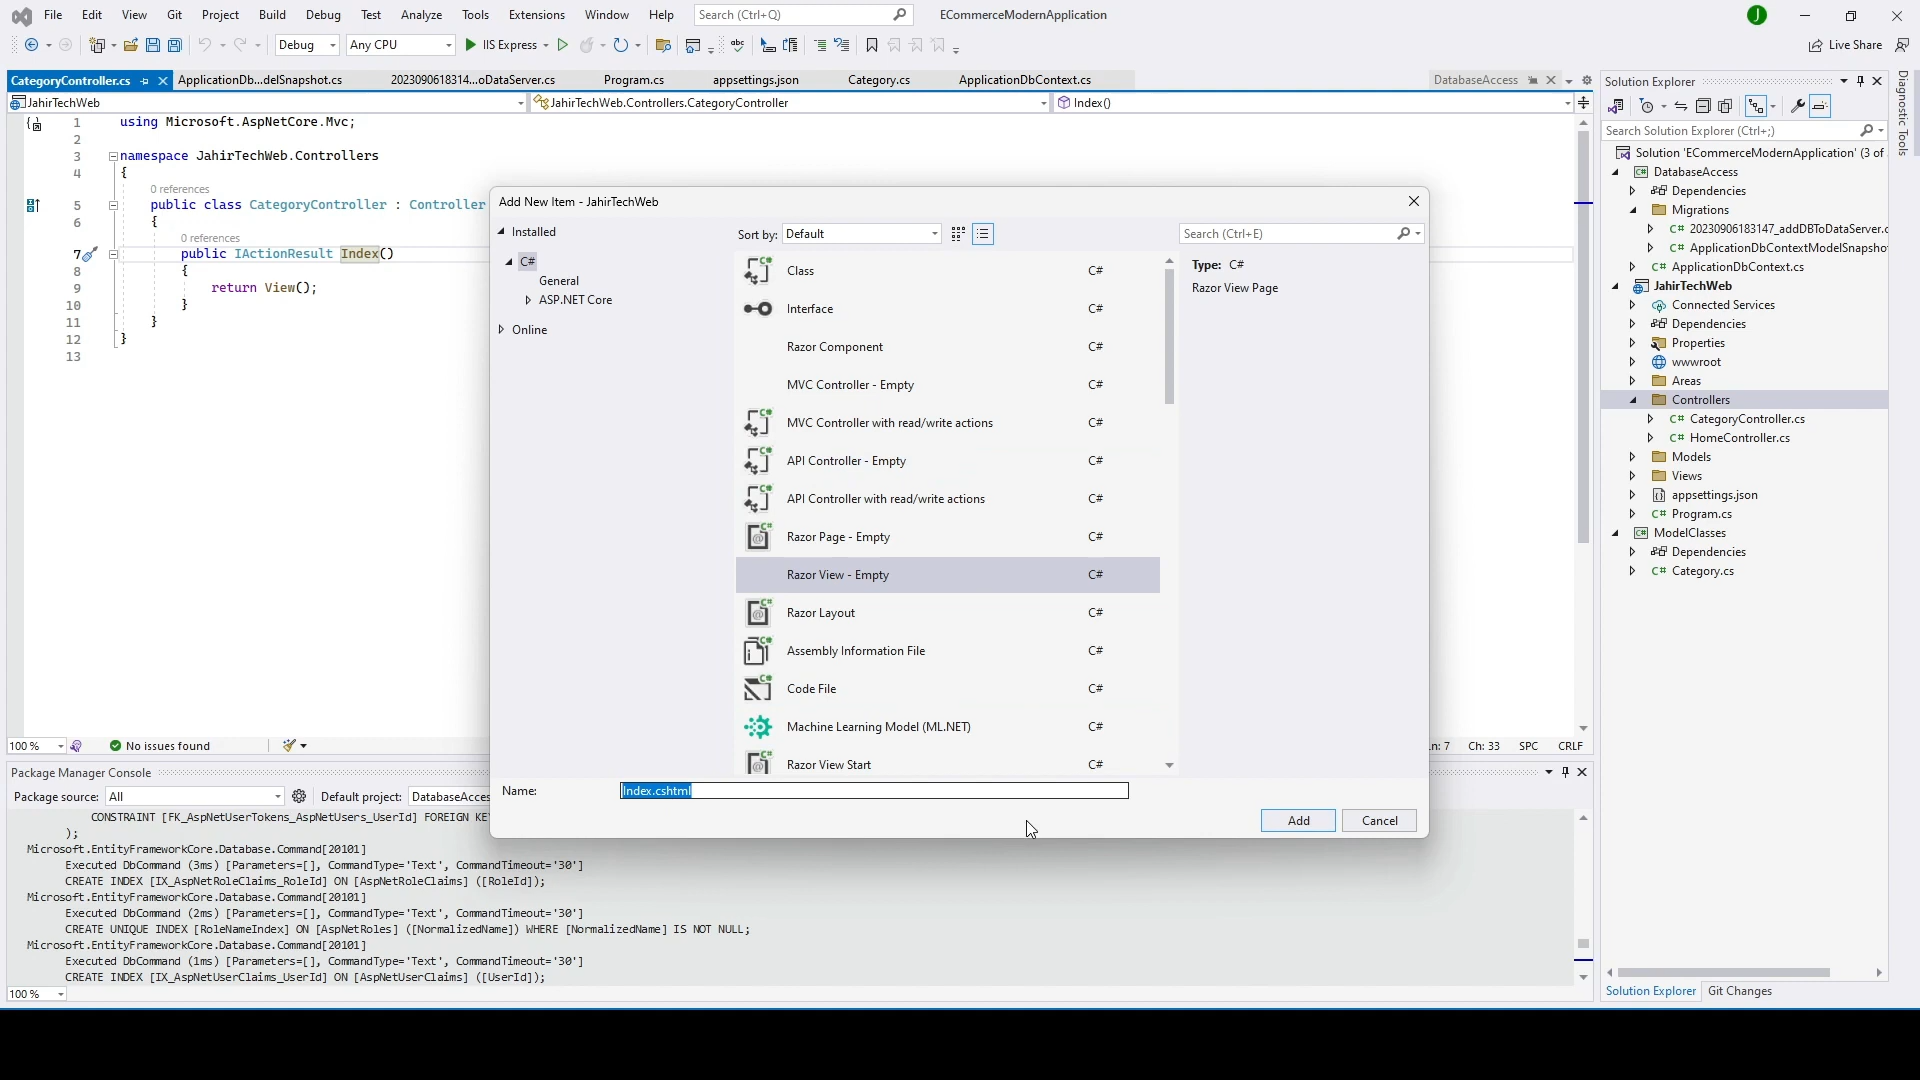 File Edit View Git Project Build Debug Test Analyze Tools Extensions Window Help Search (Ctrl+Q) ECommerceModernApplication J
Debug Any CPU IIS Express abc Live Share
CategoryController.cs ApplicationDb...delSnapshot.cs 2023090618314...oDataServer.cs Program.cs appsettings.json Category.cs ApplicationDbContext.cs DatabaseAccess
JahirTechWeb JahirTechWeb.Controllers.CategoryController Index()
1 using Microsoft.AspNetCore.Mvc;
2
3 namespace JahirTechWeb.Controllers
4 {
0 references
5 public class CategoryController : Controller
6 {
0 references
7 public IActionResult Index()
8 {
9 return View();
10 }
11 }
12 }
13
100 % No issues found
Ln: 7 Ch: 33 SPC CRLF
Add New Item - JahirTechWeb
Installed
C#
General
ASP.NET Core
Online
Sort by: Default
Search (Ctrl+E)
Class C#
Interface C#
Razor Component C#
MVC Controller - Empty C#
MVC Controller with read/write actions C#
API Controller - Empty C#
API Controller with read/write actions C#
Razor Page - Empty C#
Razor View - Empty C#
Razor Layout C#
Assembly Information File C#
Code File C#
Machine Learning Model (ML.NET) C#
Razor View Start C#
Type: C#
Razor View Page
Name: Index.cshtml
Add Cancel
Package Manager Console
Package source: All Default project: DatabaseAcces
CONSTRAINT [FK_AspNetUserTokens_AspNetUsers_UserId] FOREIGN KE
);
Microsoft.EntityFrameworkCore.Database.Command[20101]
Executed DbCommand (3ms) [Parameters=[], CommandType='Text', CommandTimeout='30']
CREATE INDEX [IX_AspNetRoleClaims_RoleId] ON [AspNetRoleClaims] ([RoleId]);
Microsoft.EntityFrameworkCore.Database.Command[20101]
Executed DbCommand (2ms) [Parameters=[], CommandType='Text', CommandTimeout='30']
CREATE UNIQUE INDEX [RoleNameIndex] ON [AspNetRoles] ([NormalizedName]) WHERE [NormalizedName] IS NOT NULL;
Microsoft.EntityFrameworkCore.Database.Command[20101]
Executed DbCommand (1ms) [Parameters=[], CommandType='Text', CommandTimeout='30']
CREATE INDEX [IX_AspNetUserClaims_UserId] ON [AspNetUserClaims] ([UserId]);
100 %
Solution Explorer
Search Solution Explorer (Ctrl+;)
Solution 'ECommerceModernApplication' (3 of
DatabaseAccess
Dependencies
Migrations
20230906183147_addDBToDataServer.c
ApplicationDbContextModelSnapsho
ApplicationDbContext.cs
JahirTechWeb
Connected Services
Dependencies
Properties
wwwroot
Areas
Controllers
CategoryController.cs
HomeController.cs
Models
Views
appsettings.json
Program.cs
ModelClasses
Dependencies
Category.cs
Solution Explorer Git Changes
Diagnostic Tools